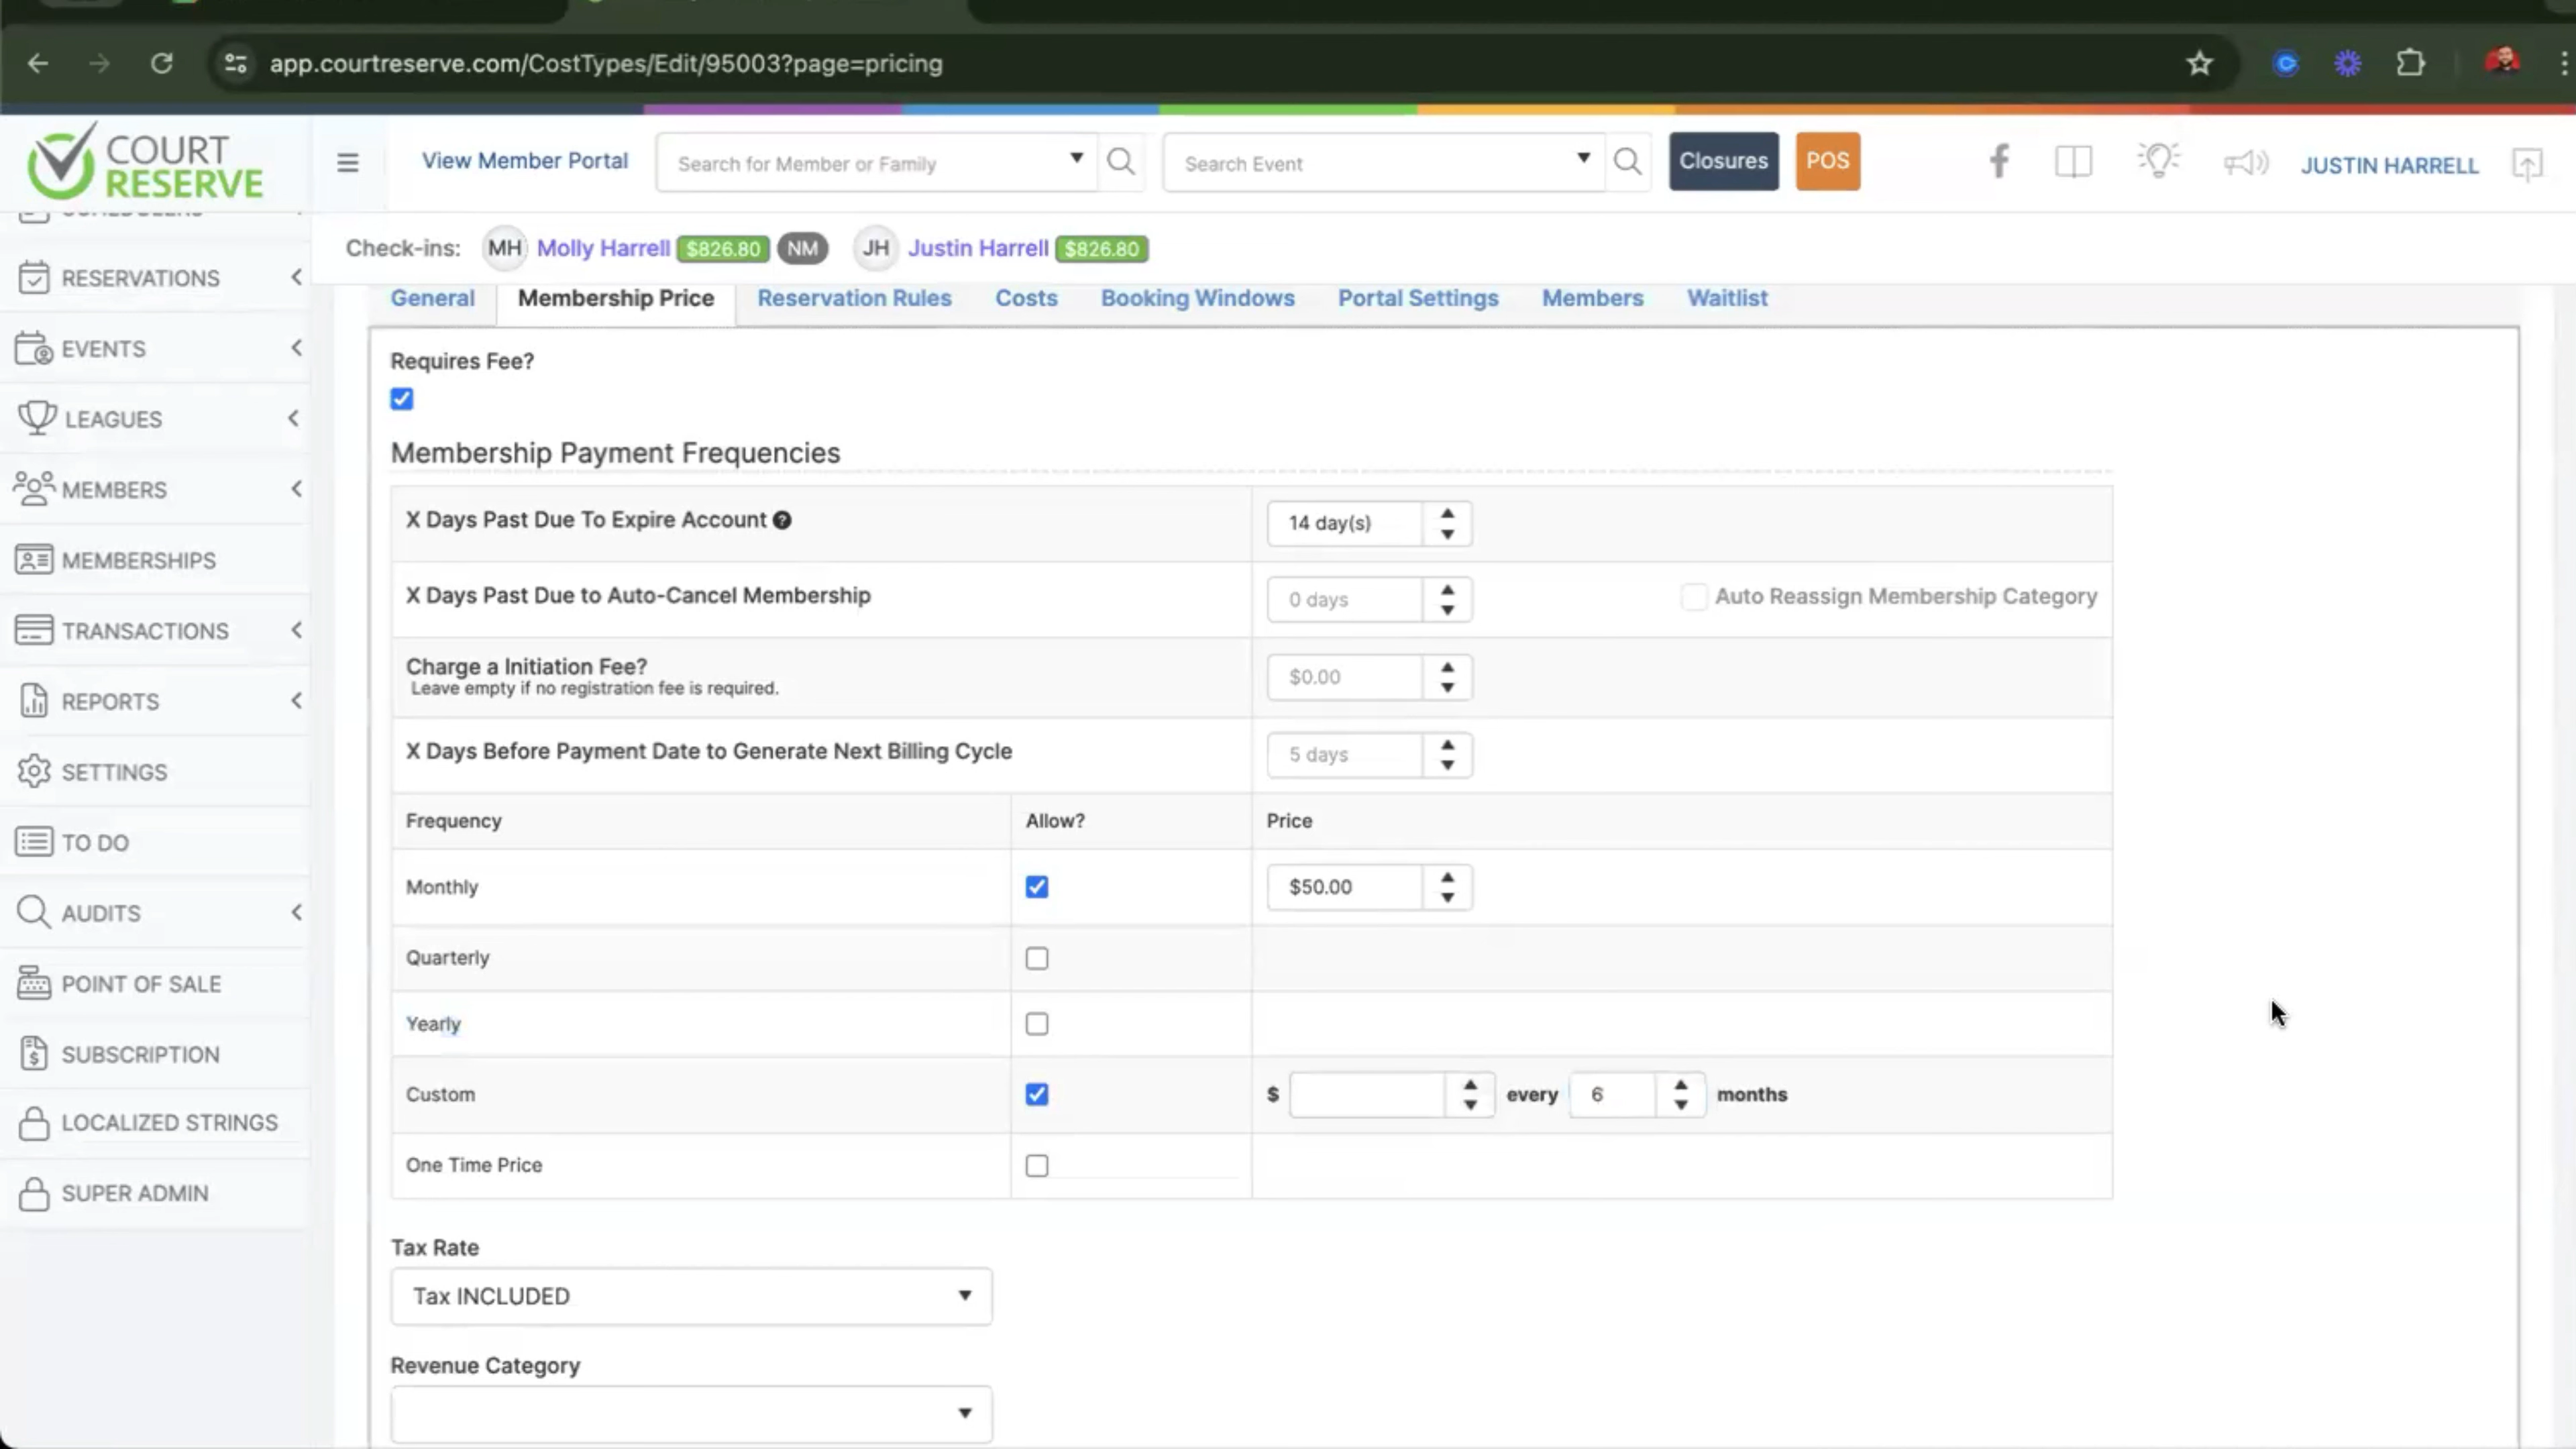 app.courtreserve.com/CostTypes/Edit/95003?page=pricing
COURT
RESERVE
View Member Portal
Search for Member or Family
Search Event
Closures
POS
JUSTIN HARRELL
Check-ins:
MH
Molly Harrell
$826.80
NM
JH
Justin Harrell
$826.80
RESERVATIONS
EVENTS
LEAGUES
MEMBERS
MEMBERSHIPS
TRANSACTIONS
REPORTS
SETTINGS
TO DO
AUDITS
POINT OF SALE
SUBSCRIPTION
LOCALIZED STRINGS
SUPER ADMIN
General
Membership Price
Reservation Rules
Costs
Booking Windows
Portal Settings
Members
Waitlist
Requires Fee?
Membership Payment Frequencies
X Days Past Due To Expire Account ?
14 day(s)
X Days Past Due to Auto-Cancel Membership
0 days
Auto Reassign Membership Category
Charge a Initiation Fee?
Leave empty if no registration fee is required.
$0.00
X Days Before Payment Date to Generate Next Billing Cycle
5 days
Frequency
Allow?
Price
Monthly
$50.00
Quarterly
Yearly
Custom
$ every 6 months
One Time Price
Tax Rate
Tax INCLUDED
Revenue Category